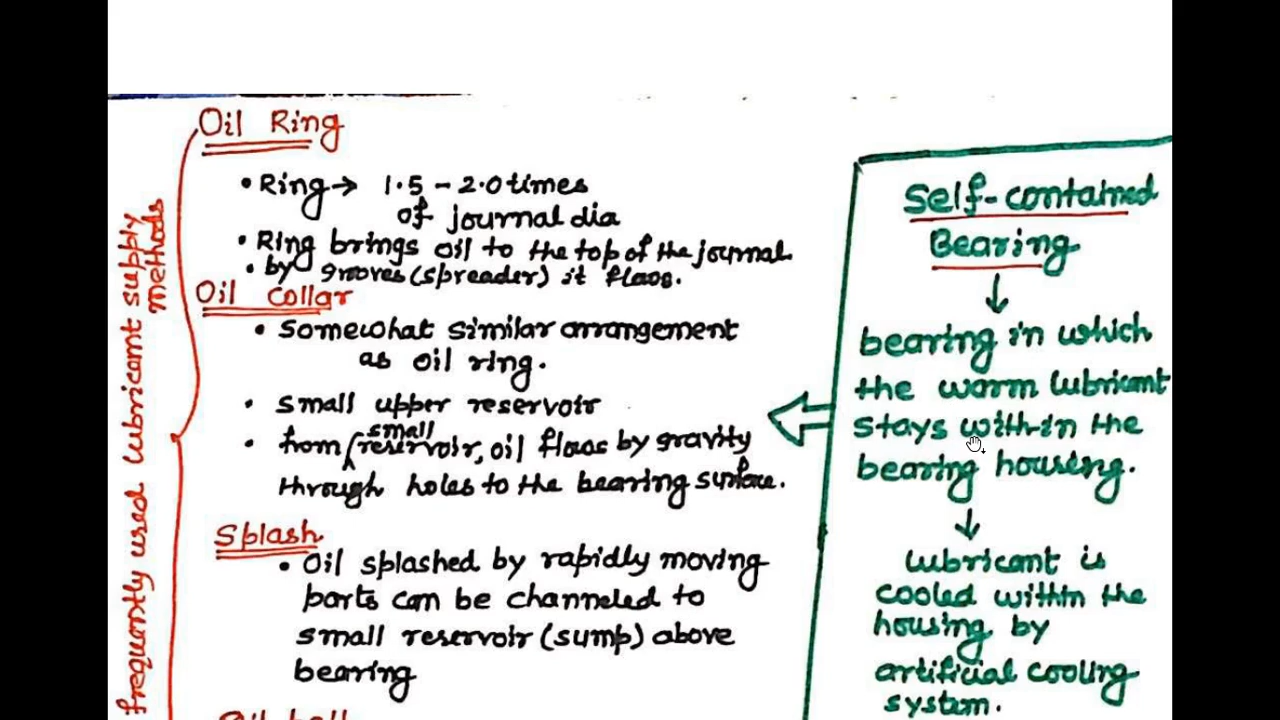 frequently used lubricant supply
methods
Oil Ring
• Ring → 1.5 - 2.0 times
of journal dia
• Ring brings oil to the top of the journal
• by grooves (spreader) it flows.
Oil collar
• Somewhat similar arrangement
as oil ring.
• small upper reservoir
small
• from reservoir, oil flows by gravity
through holes to the bearing surface.
Splash
• Oil splashed by rapidly moving
parts can be channeled to
small reservoir (sump) above
bearing
Self-contained
Bearing
↓
bearing in which
the warm lubricant
stays with-in the
bearing housing.
↓
lubricant is
cooled within the
housing by
artificial cooling
system.